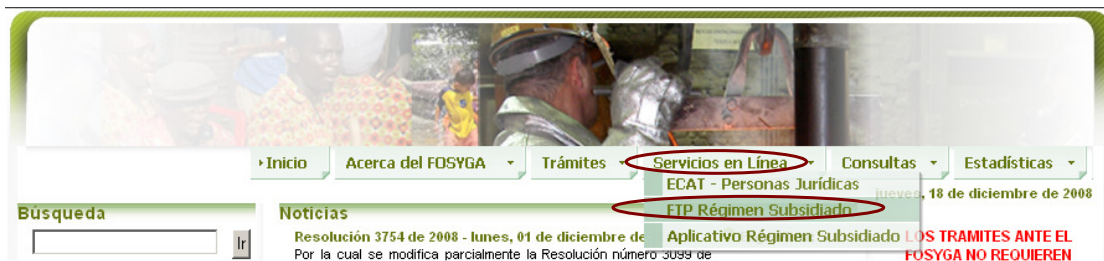 Inicio Acerca del FOSYGA Trámites Servicios en Línea Consultas Estadísticas
ECAT - Personas Jurídicas
jueves, 18 de diciembre de 2008
FTP Régimen Subsidiado
Aplicativo Régimen Subsidiado
Búsqueda
Ir
Noticias
Resolución 3754 de 2008 - lunes, 01 de diciembre de
Por la cual se modifica parcialmente la Resolución número 3099 de
LOS TRAMITES ANTE EL
FOSYGA NO REQUIEREN